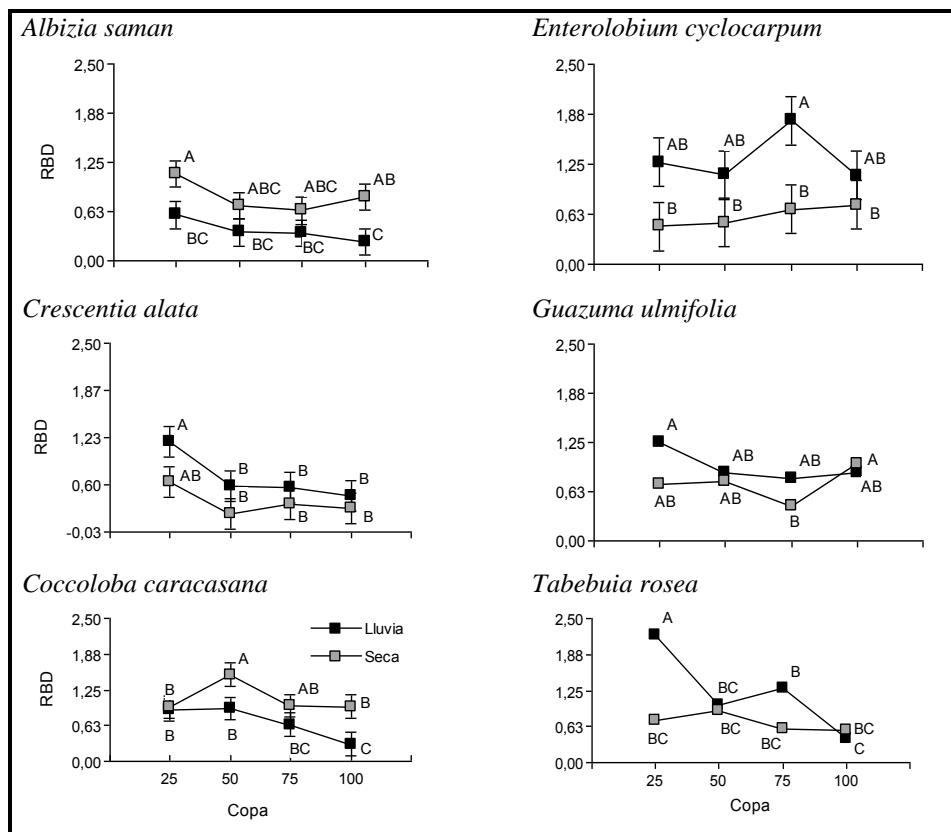 Albizia saman
2,50
1,88
1,25
0,63
0,00
RBD
A
ABC
ABC
AB
BC
BC
BC
C
Enterolobium cyclocarpum
2,50
1,88
1,25
0,63
0,00
AB
AB
A
AB
B
B
B
B
Crescentia alata
2,50
1,87
1,23
0,60
-0,03
RBD
A
B
B
B
AB
B
B
B
Guazuma ulmifolia
2,50
1,88
1,25
0,63
0,00
A
AB
AB
A
AB
AB
B
AB
Coccoloba caracasana
2,50
1,88
1,25
0,63
0,00
RBD
Lluvia
Seca
B
A
AB
B
B
B
BC
C
25 50 75 100
Copa
Tabebuia rosea
2,50
1,88
1,25
0,63
0,00
A
BC
B
BC
BC
BC
BC
C
25 50 75 100
Copa